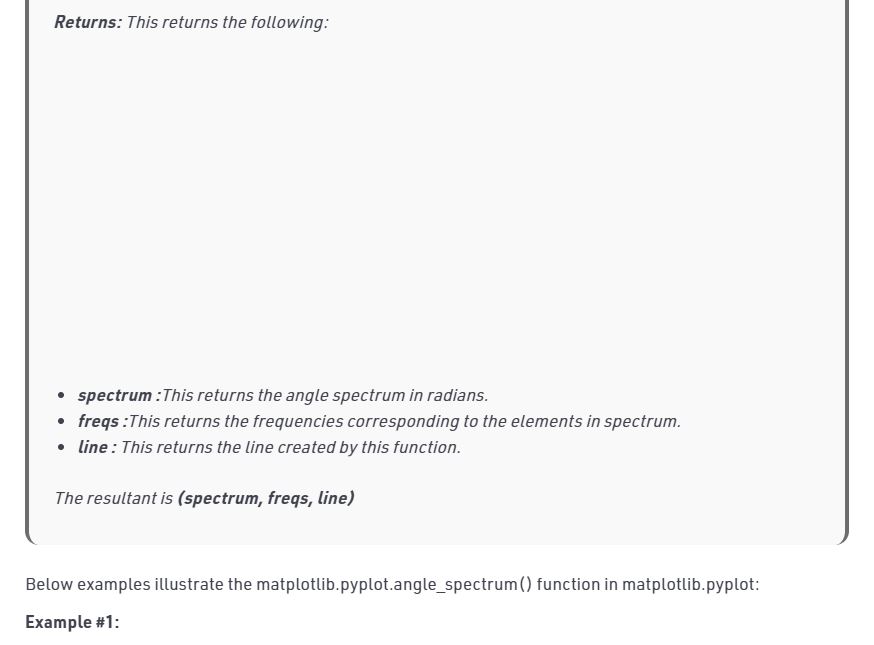 Returns: This returns the following:
• spectrum :This returns the angle spectrum in radians.
• freqs :This returns the frequencies corresponding to the elements in spectrum.
• line : This returns the line created by this function.
The resultant is (spectrum, freqs, line)
Below examples illustrate the matplotlib.pyplot.angle_spectrum() function in matplotlib.pyplot:
Example #1: